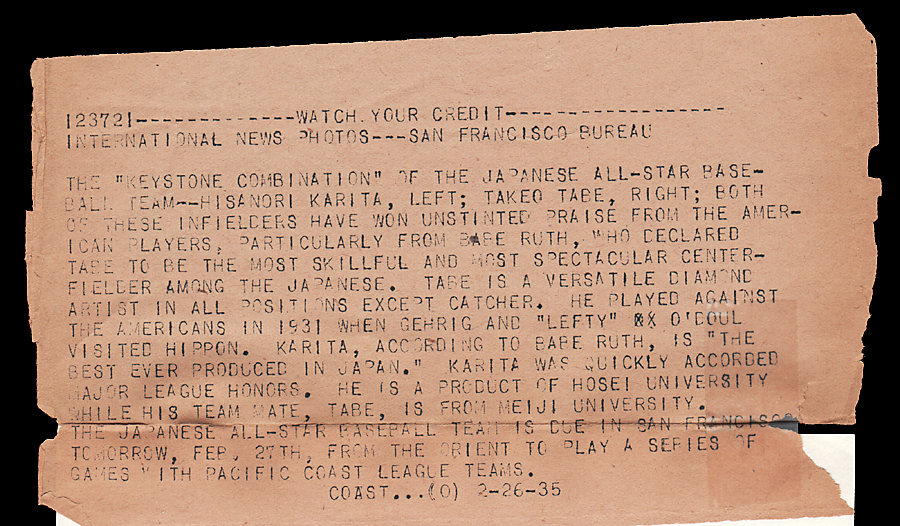 123721-------------WATCH.YOUR CREDIT------------------
INTERNATIONAL NEWS PHOTOS---SAN FRANCISCO BUREAU
THE "KEYSTONE COMBINATION" OF THE JAPANESE ALL-STAR BASE-
BALL TEAM--HISANORI KARITA, LEFT; TAKEO TABE, RIGHT; BOTH
OF THESE INFIELDERS HAVE WON UNSTINTED PRAISE FROM THE AMER-
ICAN PLAYERS, PARTICULARLY FROM BABE RUTH, WHO DECLARED
TABE TO BE THE MOST SKILLFUL AND MOST SPECTACULAR CENTER-
FIELDER AMONG THE JAPANESE. TABE IS A VERSATILE DIAMOND
ARTIST IN ALL POSITIONS EXCEPT CATCHER. HE PLAYED AGAINST
THE AMERICANS IN 1931 WHEN GEHRIG AND "LEFTY" O'DOUL
VISITED HIPPON. KARITA, ACCORDING TO BABE RUTH, IS "THE
BEST EVER PRODUCED IN JAPAN." KARITA WAS QUICKLY ACCORDED
MAJOR LEAGUE HONORS. HE IS A PRODUCT OF HOSEI UNIVERSITY
WHILE HIS TEAM MATE, TABE, IS FROM MEIJI UNIVERSITY.
THE JAPANESE ALL-STAR BASEBALL TEAM IS DUE IN SAN FRANCISCO
TOMORROW, FEB. 27TH, FROM THE ORIENT TO PLAY A SERIES OF
GAMES WITH PACIFIC COAST LEAGUE TEAMS.
COAST...(O) 2-26-35